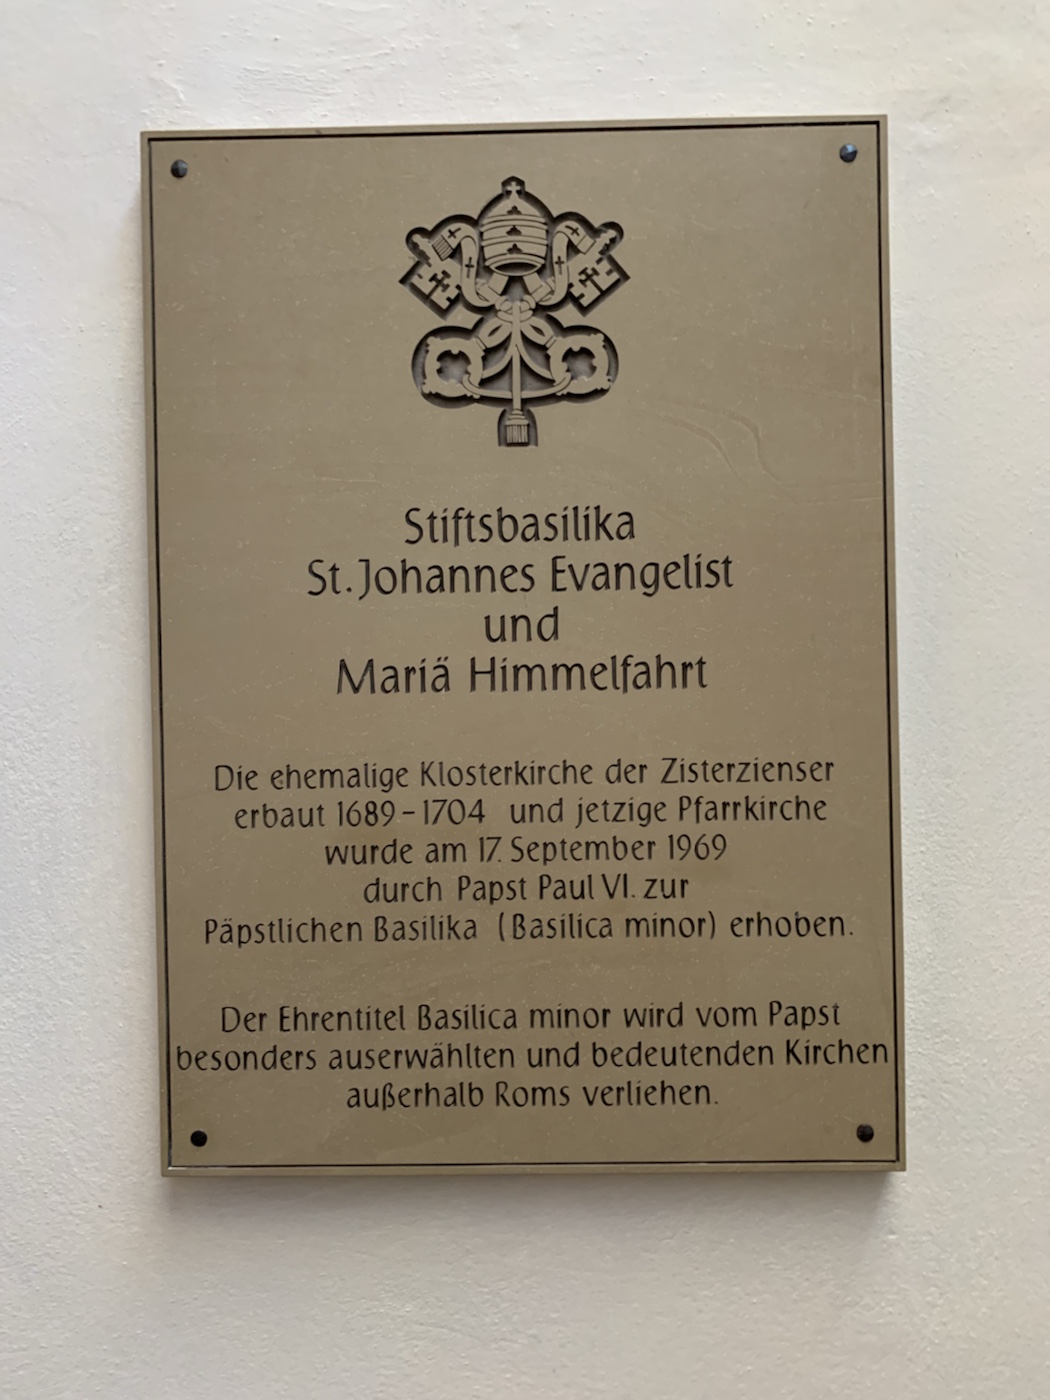 Stiftsbasilika
St. Johannes Evangelist
und
Mariä Himmelfahrt
Die ehemalige Klosterkirche der Zisterzienser
erbaut 1689-1704 und jetzige Pfarrkirche
wurde am 17. September 1969
durch Papst Paul VI. zur
Päpstlichen Basilika (Basilica minor) erhoben.
Der Ehrentitel Basilica minor wird vom Papst
besonders auserwählten und bedeutenden Kirchen
außerhalb Roms verliehen.